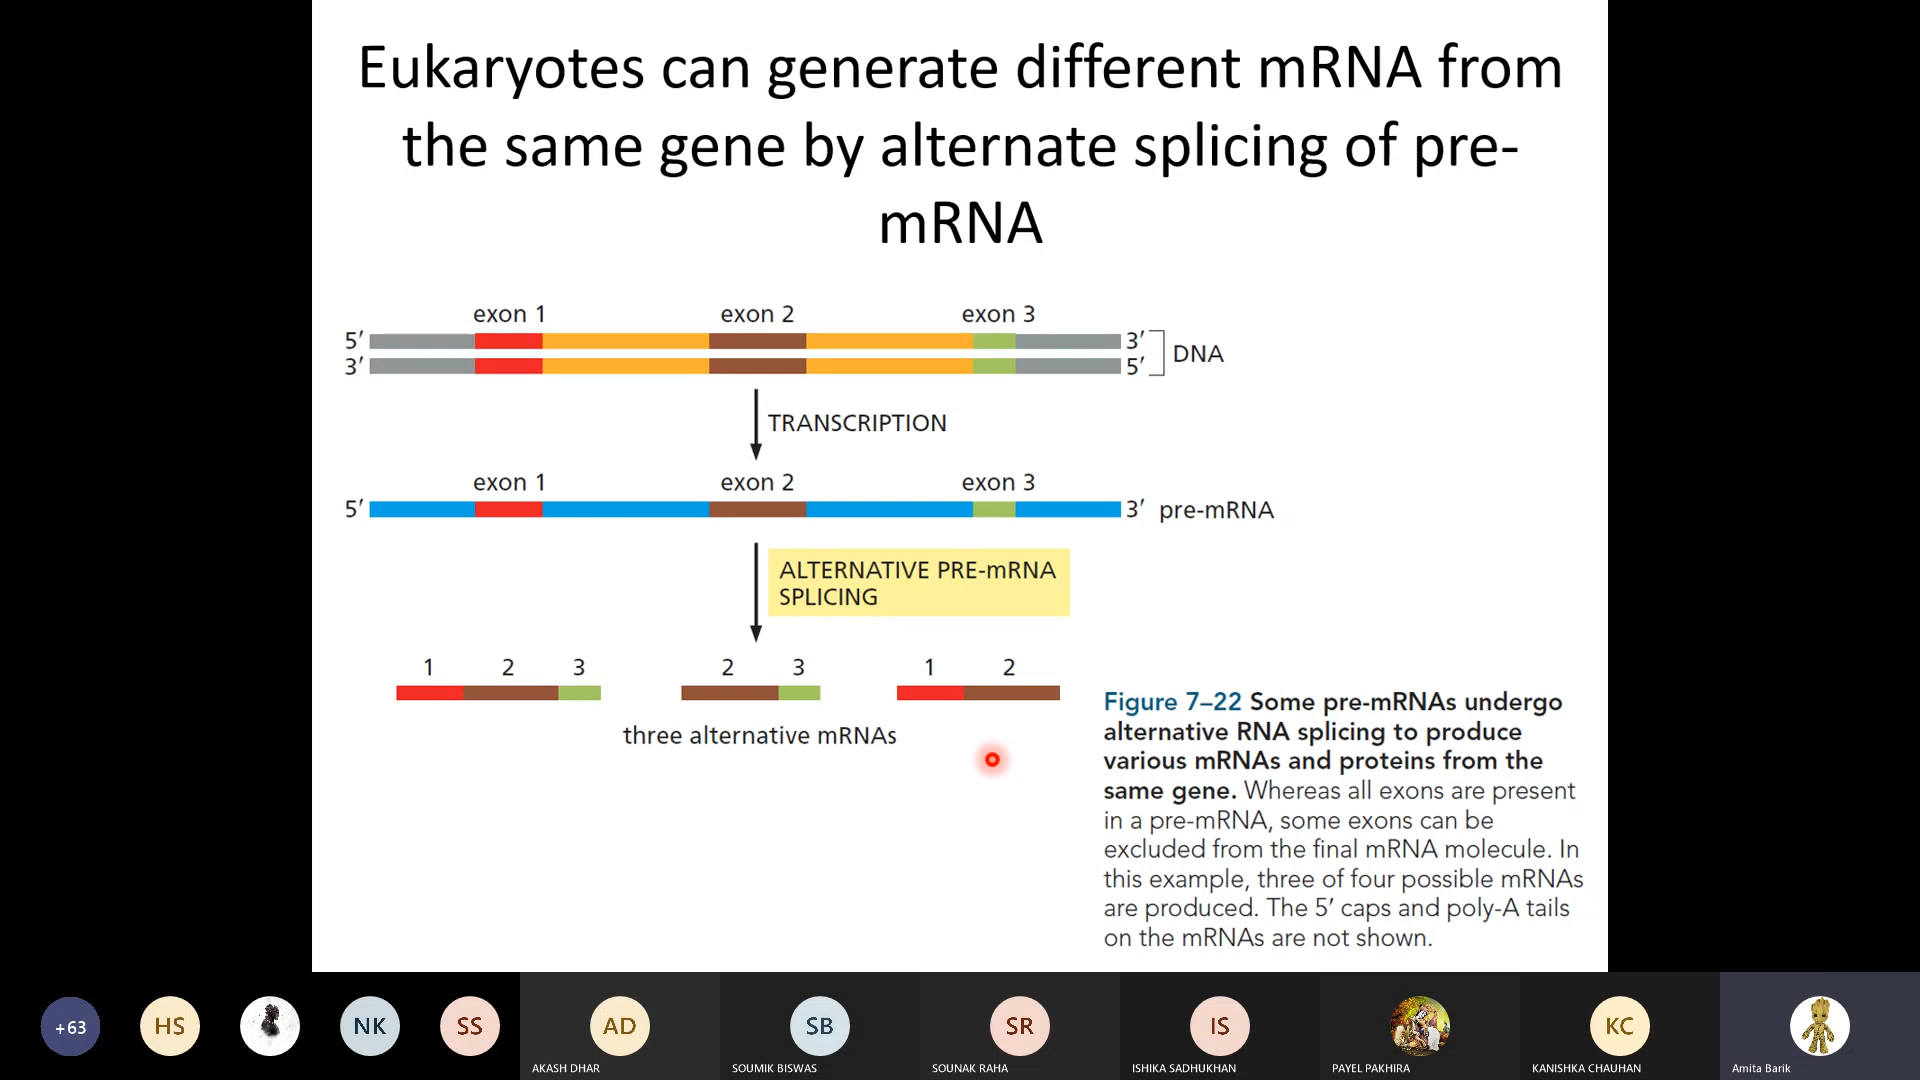 Eukaryotes can generate different mRNA from
the same gene by alternate splicing of pre-
mRNA
exon 1 exon 2 exon 3
5′ 3′
3′ 5′
DNA
TRANSCRIPTION
exon 1 exon 2 exon 3
5′ 3′ pre-mRNA
ALTERNATIVE PRE-mRNA
SPLICING
1 2 3 2 3 1 2
three alternative mRNAs
Figure 7–22 Some pre-mRNAs undergo
alternative RNA splicing to produce
various mRNAs and proteins from the
same gene. Whereas all exons are present
in a pre-mRNA, some exons can be
excluded from the final mRNA molecule. In
this example, three of four possible mRNAs
are produced. The 5′ caps and poly-A tails
on the mRNAs are not shown.
+63 HS NK SS AD SB SR IS KC
AKASH DHAR SOUMIK BISWAS SOUNAK RAHA ISHIKA SADHUKHAN PAYEL PAKHIRA KANISHKA CHAUHAN Amita Barik